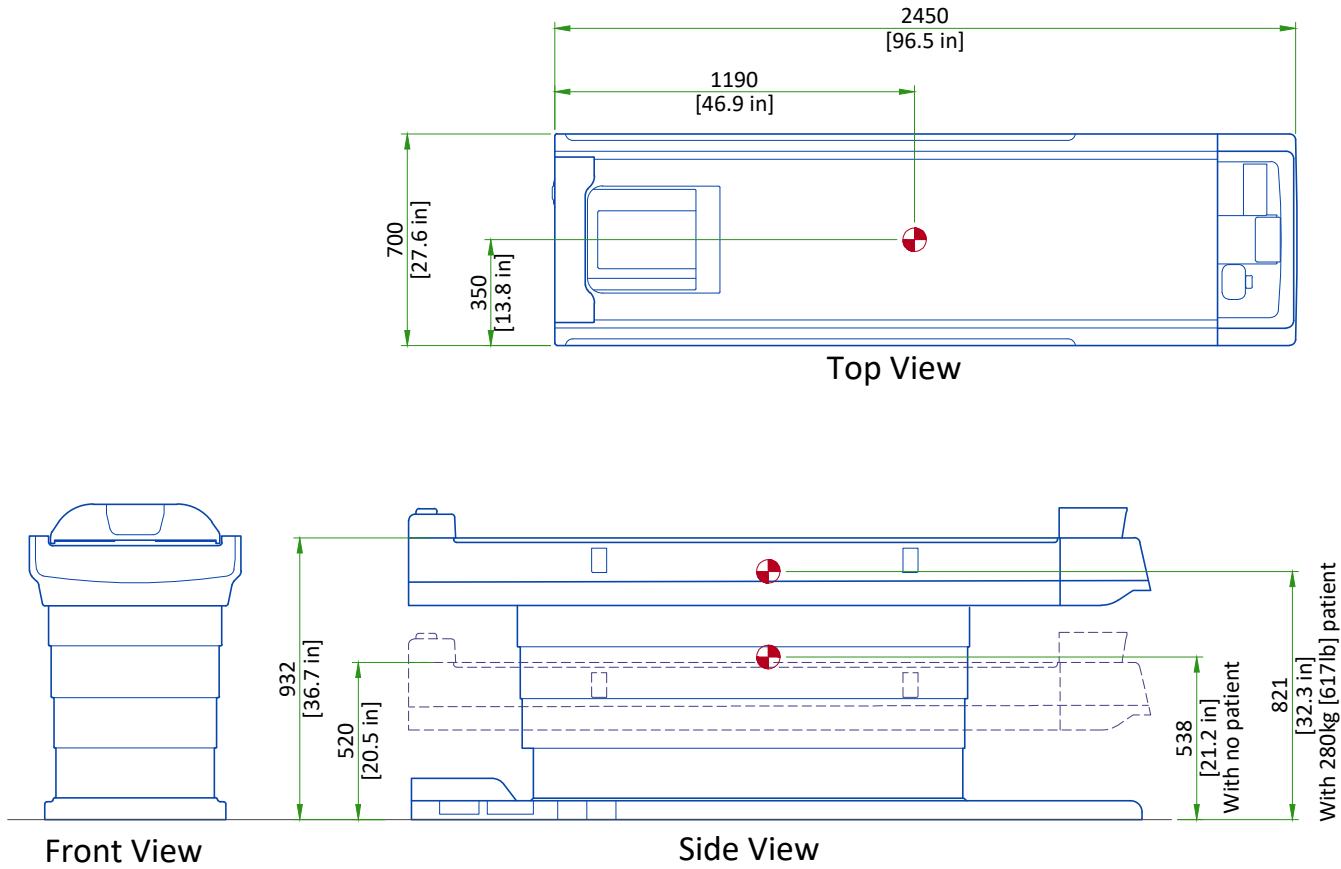 2450
[96.5 in]
1190
[46.9 in]
700
[27.6 in]
350
[13.8 in]
Top View
932
[36.7 in]
520
[20.5 in]
538
[21.2 in]
With no patient
821
[32.3 in]
With 280kg [617lb] patient
Front View
Side View